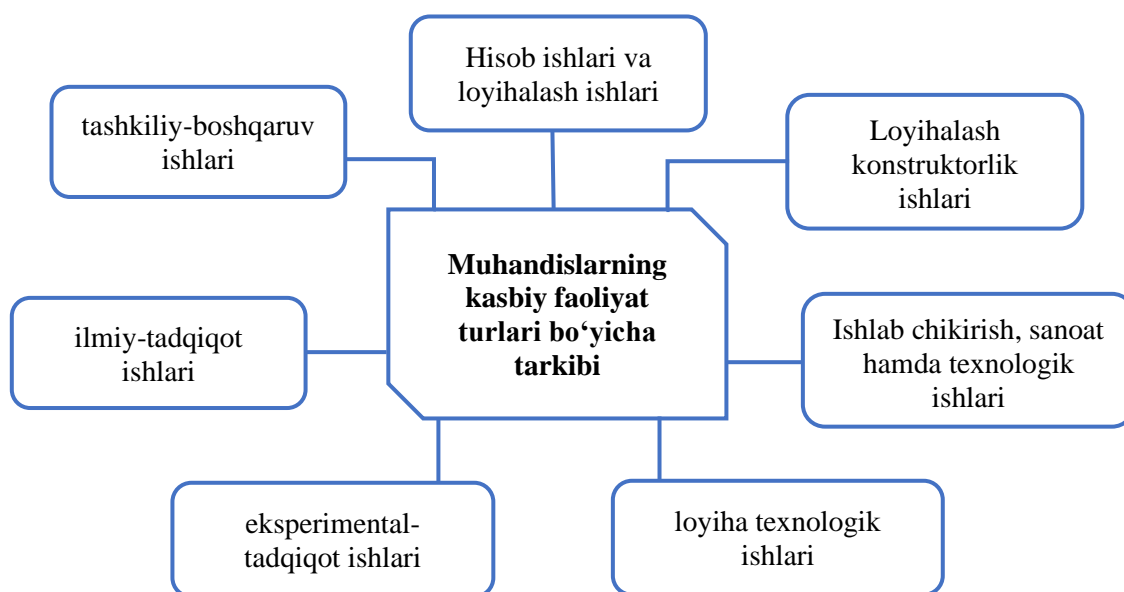 Hisob ishlari va
loyihalash ishlari
tashkiliy-boshqaruv
ishlari
Loyihalash
konstruktorlik
ishlari
Muhandislarning
kasbiy faoliyat
turlari bo‘yicha
tarkibi
ilmiy-tadqiqot
ishlari
Ishlab chikirish, sanoat
hamda texnologik
ishlari
eksperimental-
tadqiqot ishlari
loyiha texnologik
ishlari